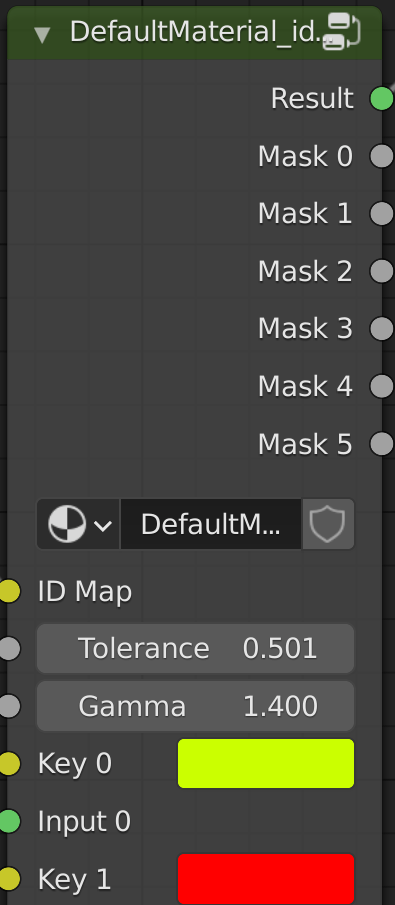 DefaultMaterial_id...
Result
Mask 0
Mask 1
Mask 2
Mask 3
Mask 4
Mask 5
DefaultM...
ID Map
Tolerance 0.501
Gamma 1.400
Key 0
Input 0
Key 1